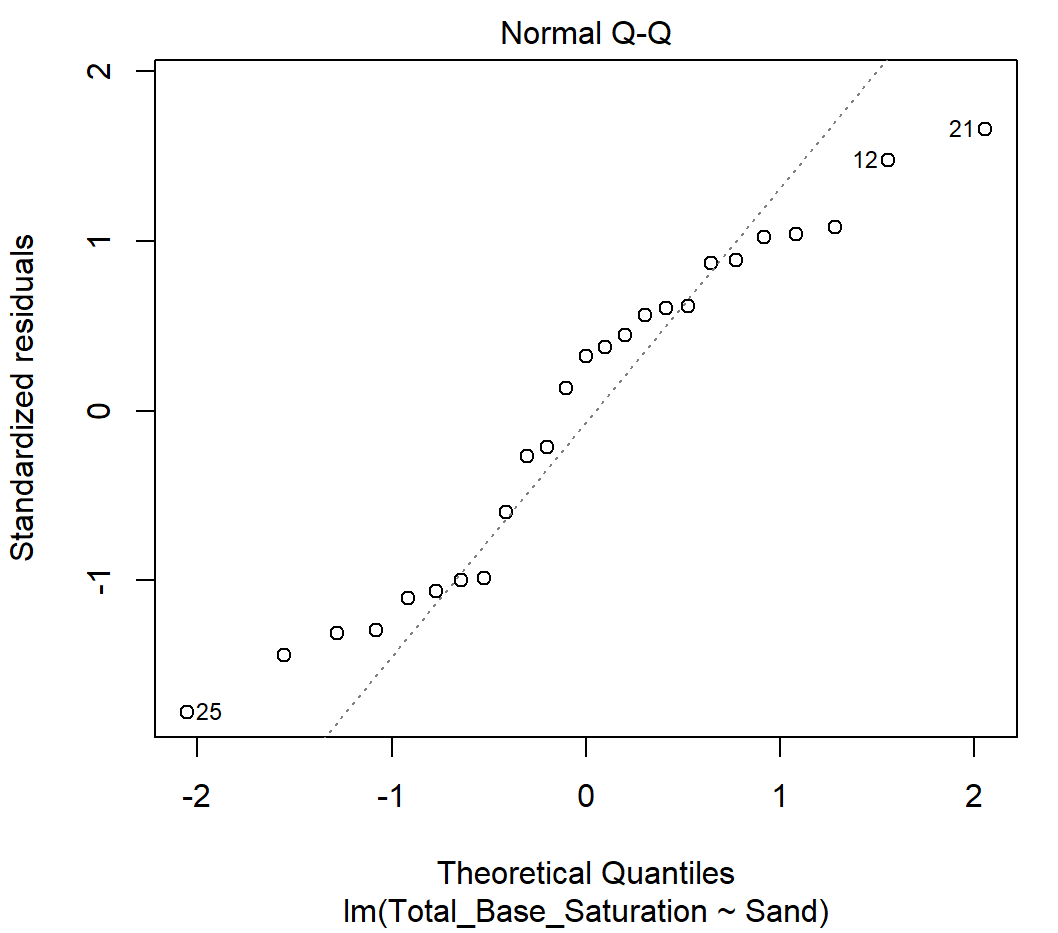 Normal Q-Q
Standardized residuals
2
1
0
-1
21
12
25
-2 -1 0 1 2
Theoretical Quantiles
lm(Total_Base_Saturation ~ Sand)